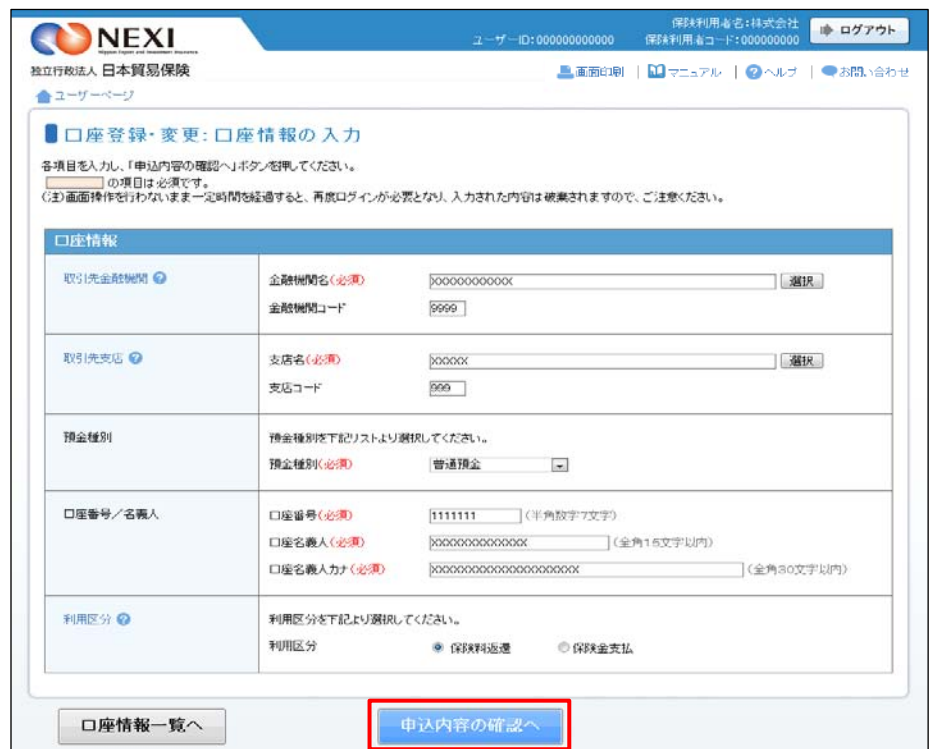 NEXI
Nippon Export and Investment Insurance
ユーザーID:000000000000
保険利用者名:株式会社
保険利用者コード:000000000
ログアウト
独立行政法人 日本貿易保険
画面印刷 | マニュアル | ヘルプ | お問い合わせ
ユーザーページ
口座登録・変更:口座情報の入力
各項目を入力し、「申込内容の確認へ」ボタンを押してください。
の項目は必須です。
(注)画面操作を行わないまま一定時間を経過すると、再度ログインが必要となり、入力された内容は破棄されますので、ご注意ください。
口座情報
取引先金融機関
金融機関名(必須) XXXXXXXXXXXX 選択
金融機関コード 9999
取引先支店
支店名(必須) XXXXX 選択
支店コード 999
預金種別
預金種別を下記リストより選択してください。
預金種別(必須) 普通預金
口座番号/名義人
口座番号(必須) 1111111 (半角数字7文字)
口座名義人(必須) XXXXXXXXXXXXXX (全角15文字以内)
口座名義人カナ(必須) XXXXXXXXXXXXXXXXXXXXX (全角30文字以内)
利用区分
利用区分を下記より選択してください。
利用区分 保険料返還 保険金支払
口座情報一覧へ
申込内容の確認へ